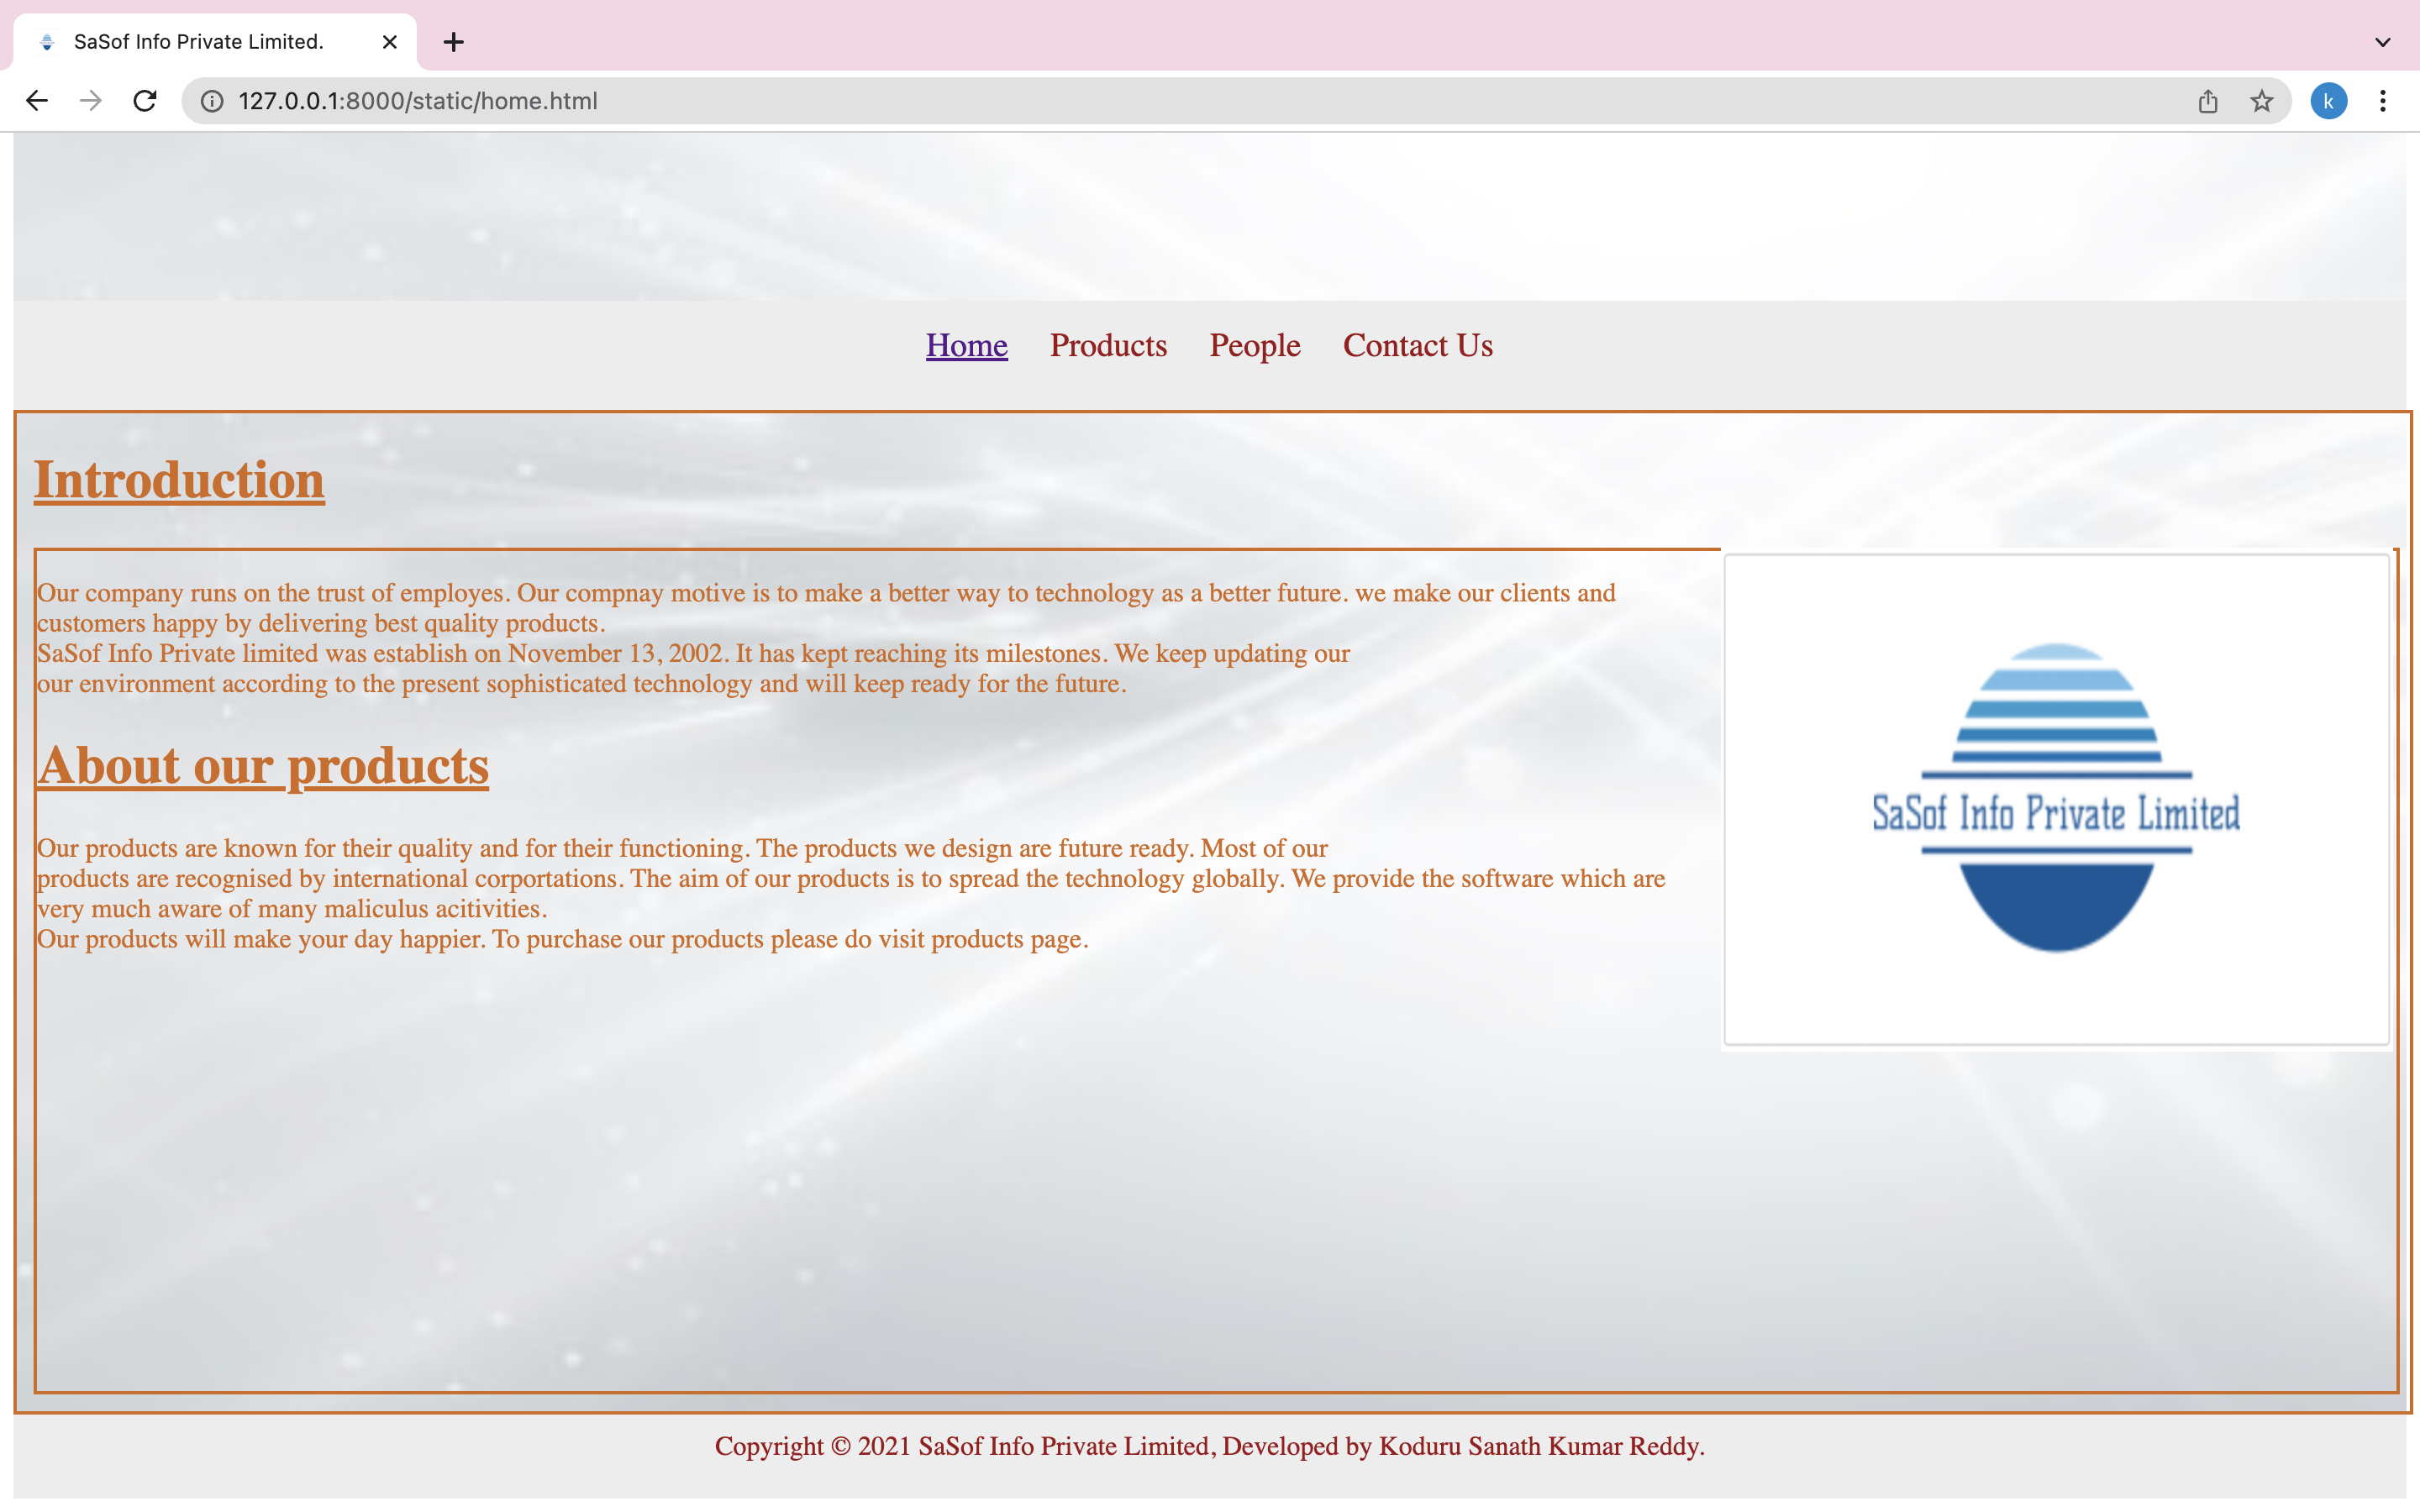 SaSof Info Private Limited.
127.0.0.1:8000/static/home.html
k
Home Products People Contact Us
Introduction
Our company runs on the trust of employes. Our compnay motive is to make a better way to technology as a better future. we make our clients and
customers happy by delivering best quality products.
SaSof Info Private limited was establish on November 13, 2002. It has kept reaching its milestones. We keep updating our
our environment according to the present sophisticated technology and will keep ready for the future.
SaSof Info Private Limited
About our products
Our products are known for their quality and for their functioning. The products we design are future ready. Most of our
products are recognised by international corportations. The aim of our products is to spread the technology globally. We provide the software which are
very much aware of many maliculus acitivities.
Our products will make your day happier. To purchase our products please do visit products page.
Copyright © 2021 SaSof Info Private Limited, Developed by Koduru Sanath Kumar Reddy.